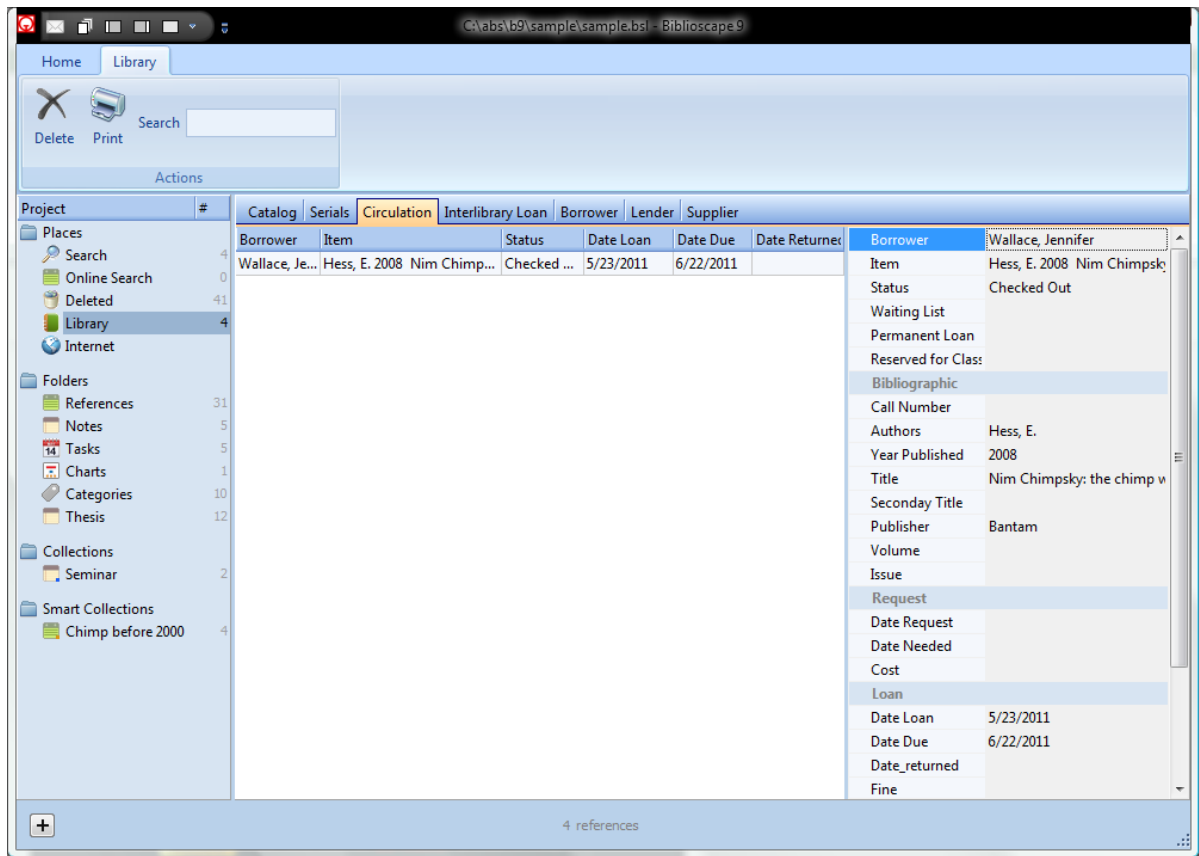 C:\abs\b9\sample\sample.bsl - Biblioscape 9
Home Library
Delete Print Search
Actions
Project #
Places
Search 4
Online Search 0
Deleted 41
Library 4
Internet
Folders
References 31
Notes 5
14 Tasks 5
Charts 1
Categories 10
Thesis 12
Collections
Seminar 2
Smart Collections
Chimp before 2000 4
Catalog Serials Circulation Interlibrary Loan Borrower Lender Supplier
Borrower Item Status Date Loan Date Due Date Returned
Wallace, Je... Hess, E. 2008 Nim Chimp... Checked ... 5/23/2011 6/22/2011
Borrower Wallace, Jennifer
Item Hess, E. 2008 Nim Chimpsky
Status Checked Out
Waiting List
Permanent Loan
Reserved for Class
Bibliographic
Call Number
Authors Hess, E.
Year Published 2008
Title Nim Chimpsky: the chimp w
Seconday Title
Publisher Bantam
Volume
Issue
Request
Date Request
Date Needed
Cost
Loan
Date Loan 5/23/2011
Date Due 6/22/2011
Date_returned
Fine
4 references